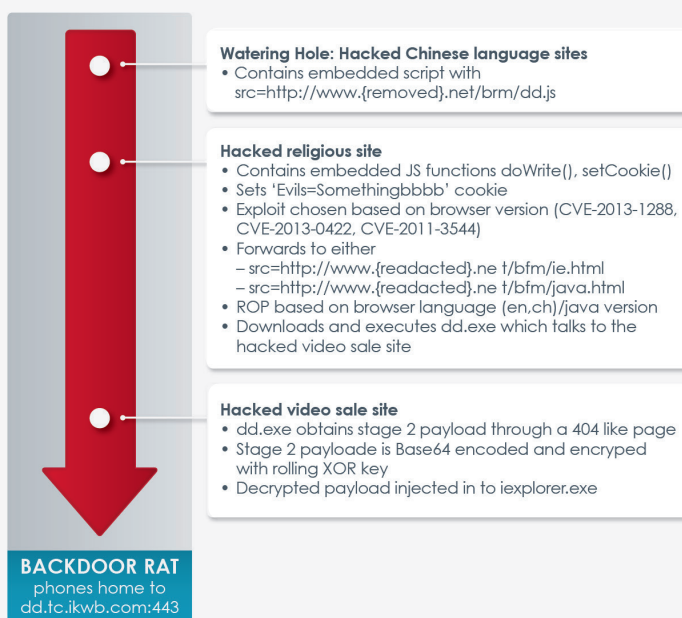 Watering Hole: Hacked Chinese language sites
• Contains embedded script with
src=http://www.{removed}.net/brm/dd.js
Hacked religious site
• Contains embedded JS functions doWrite(), setCookie()
• Sets ‘Evils=Somethingbbbb’ cookie
• Exploit chosen based on browser version (CVE-2013-1288,
CVE-2013-0422, CVE-2011-3544)
• Forwards to either
– src=http://www.{readacted}.ne t/bfm/ie.html
– src=http://www.{readacted}.ne t/bfm/java.html
• ROP based on browser language (en,ch)/java version
• Downloads and executes dd.exe which talks to the
hacked video sale site
Hacked video sale site
• dd.exe obtains stage 2 payload through a 404 like page
• Stage 2 payloade is Base64 encoded and encryped
with rolling XOR key
• Decrypted payload injected in to iexplorer.exe
BACKDOOR RAT
phones home to
dd.tc.ikwb.com:443